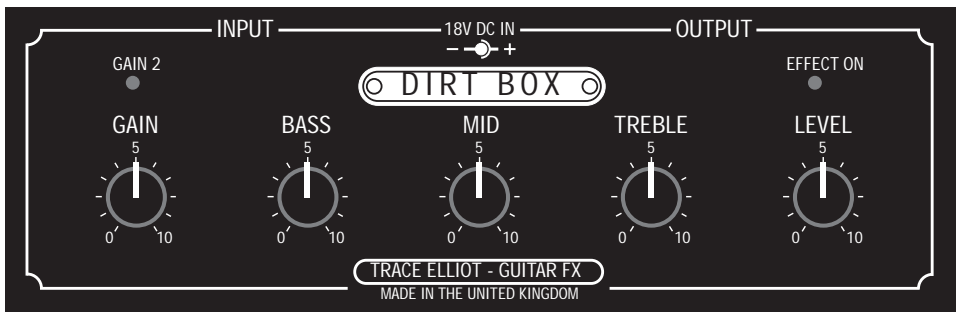 INPUT
18V DC IN
OUTPUT
− +
GAIN 2
EFFECT ON
DIRT BOX
GAIN
BASS
MID
TREBLE
LEVEL
5
5
5
5
5
0 10
0 10
0 10
0 10
0 10
TRACE ELLIOT - GUITAR FX
MADE IN THE UNITED KINGDOM